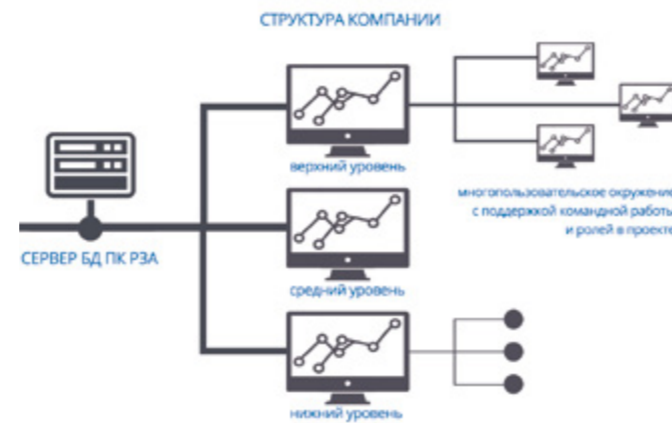 СТРУКТУРА КОМПАНИИ
верхний уровень
многопользовательское окружение
с поддержкой командной работы
и ролей в проекте
СЕРВЕР БД ПК РЗА
средний уровень
нижний уровень